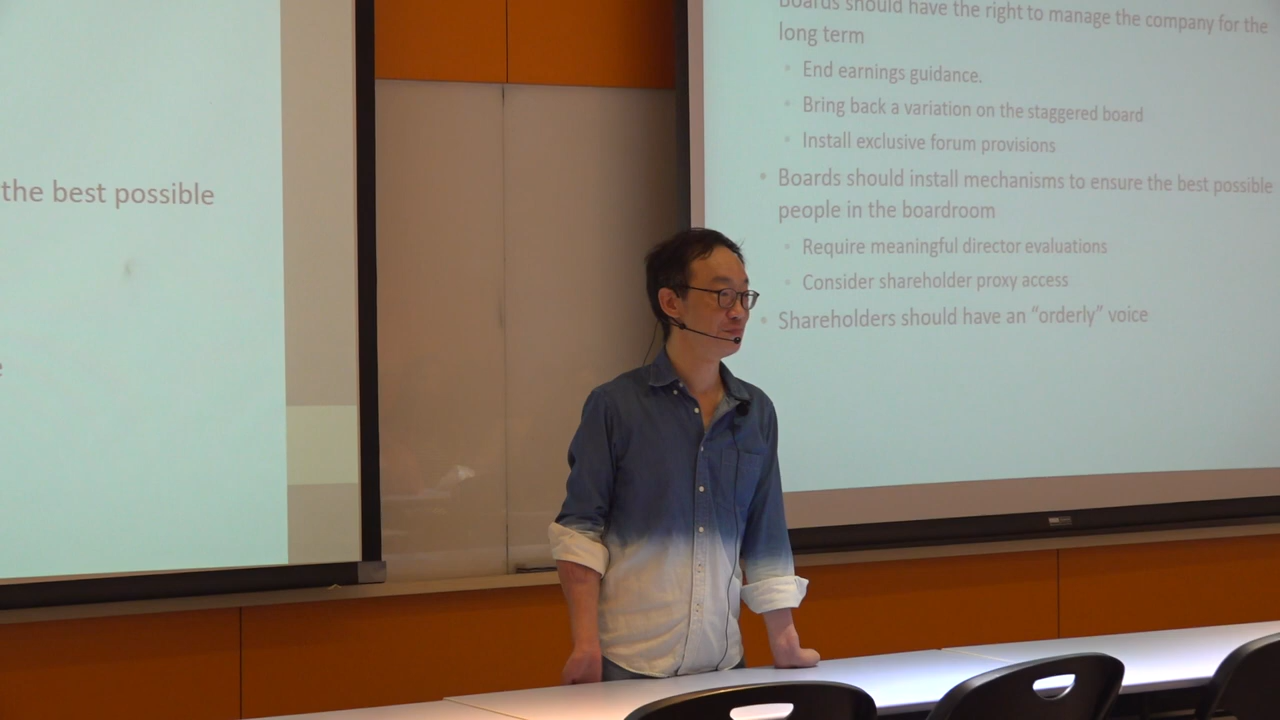 the best possible
Boards should have the right to manage the company for the
long term
End earnings guidance.
Bring back a variation on the staggered board
Install exclusive forum provisions
Boards should install mechanisms to ensure the best possible
people in the boardroom
Require meaningful director evaluations
Consider shareholder proxy access
Shareholders should have an “orderly” voice